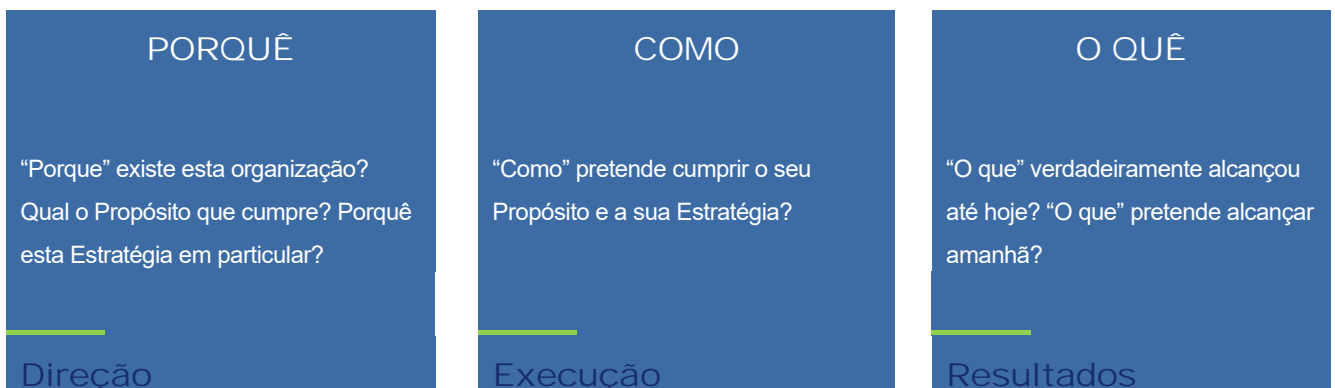 PORQUÊ
“Porque” existe esta organização?
Qual o Propósito que cumpre? Porquê
esta Estratégia em particular?
Direção
COMO
“Como” pretende cumprir o seu
Propósito e a sua Estratégia?
Execução
O QUÊ
“O que” verdadeiramente alcançou
até hoje? “O que” pretende alcançar
amanhã?
Resultados